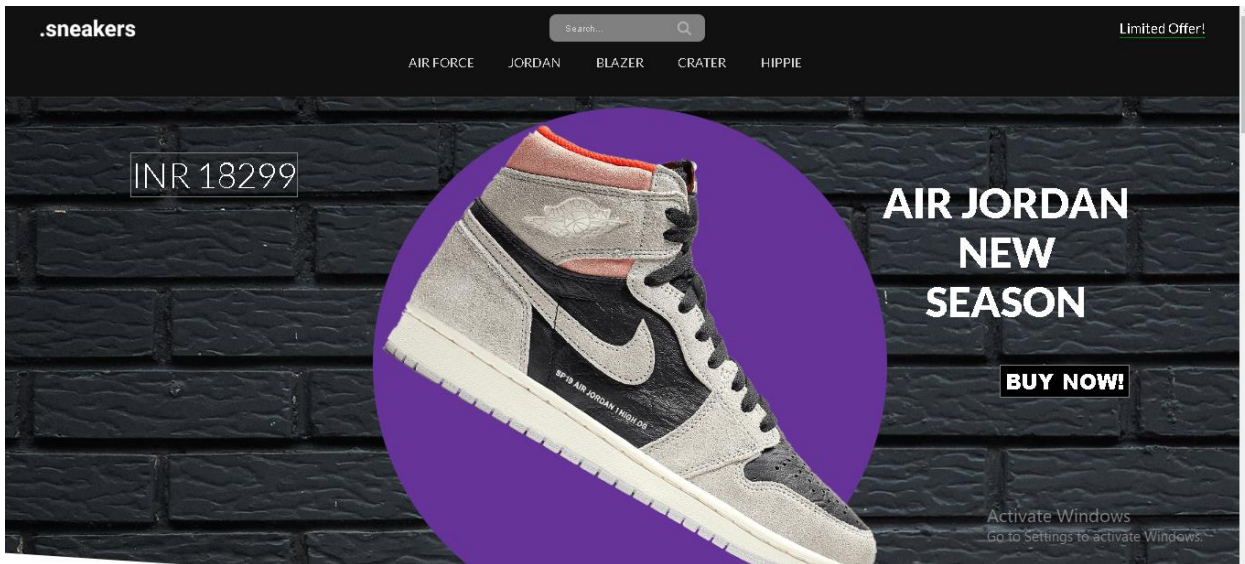 .sneakers
Search...
Limited Offer!
AIR FORCE JORDAN BLAZER CRATER HIPPIE
INR 18299
AIR JORDAN
NEW
SEASON
BUY NOW!
SP19 AIR JORDAN 1 HIGH OG
Activate Windows
Go to Settings to activate Windows.